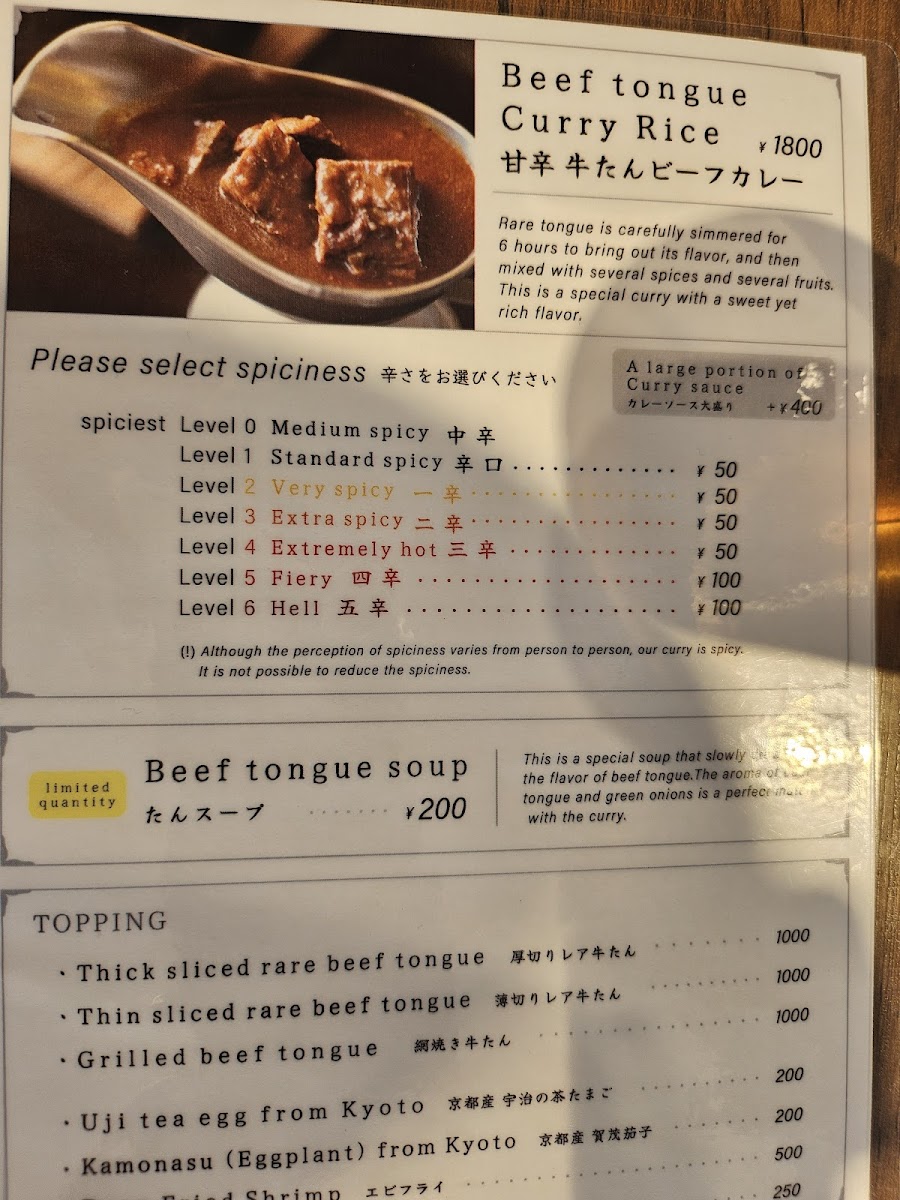 Beef tongue
Curry Rice ¥1800
甘辛 牛たんビーフカレー
Rare tongue is carefully simmered for
6 hours to bring out its flavor, and then
mixed with several spices and several fruits.
This is a special curry with a sweet yet
rich flavor.
Please select spiciness 辛さをお選びください
A large portion of
Curry sauce
カレーソース大盛り +¥400
spiciest Level 0 Medium spicy 中辛
Level 1 Standard spicy 辛口 ¥50
Level 2 Very spicy 一辛 ¥50
Level 3 Extra spicy 二辛 ¥50
Level 4 Extremely hot 三辛 ¥50
Level 5 Fiery 四辛 ¥100
Level 6 Hell 五辛 ¥100
(!) Although the perception of spiciness varies from person to person, our curry is spicy.
It is not possible to reduce the spiciness.
limited
quantity
Beef tongue soup
たんスープ ¥200
This is a special soup that slowly
the flavor of beef tongue.The aroma of
tongue and green onions is a perfect
with the curry.
TOPPING
・Thick sliced rare beef tongue 厚切りレア牛たん 1000
・Thin sliced rare beef tongue 薄切りレア牛たん 1000
・Grilled beef tongue 網焼き牛たん 1000
・Uji tea egg from Kyoto 京都産 宇治の茶たまご 200
・Kamonasu (Eggplant) from Kyoto 京都産 賀茂茄子 200
Fried Shrimp エビフライ 500
250